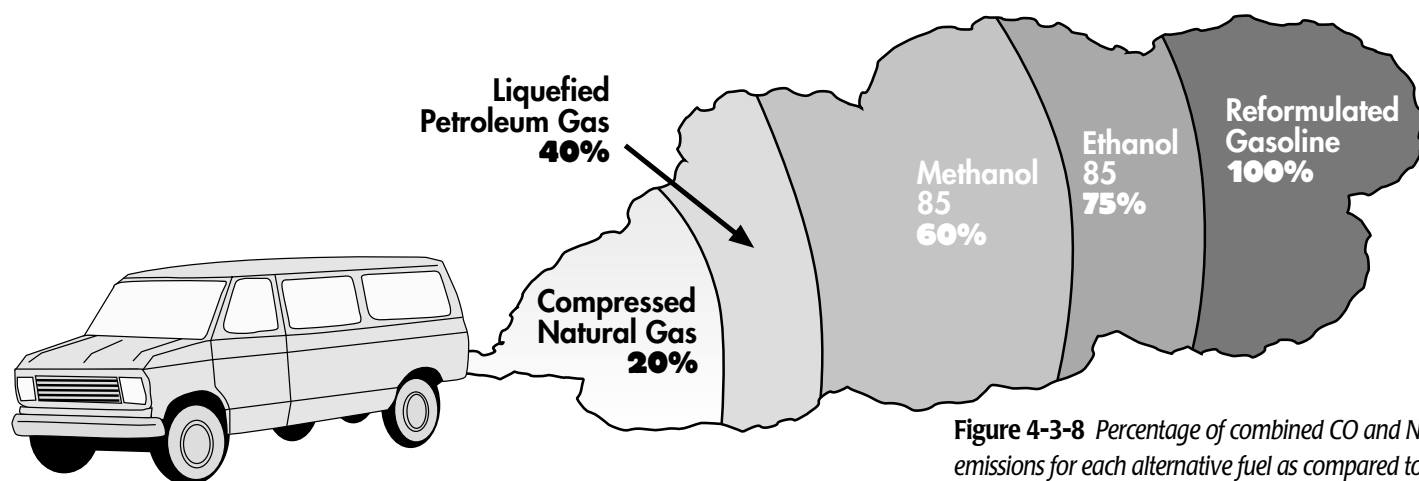 Liquefied
Petroleum Gas
40%
Compressed
Natural Gas
20%
Methanol
85
60%
Ethanol
85
75%
Reformulated
Gasoline
100%
Figure 4-3-8 Percentage of combined CO and
emissions for each alternative fuel as compared to